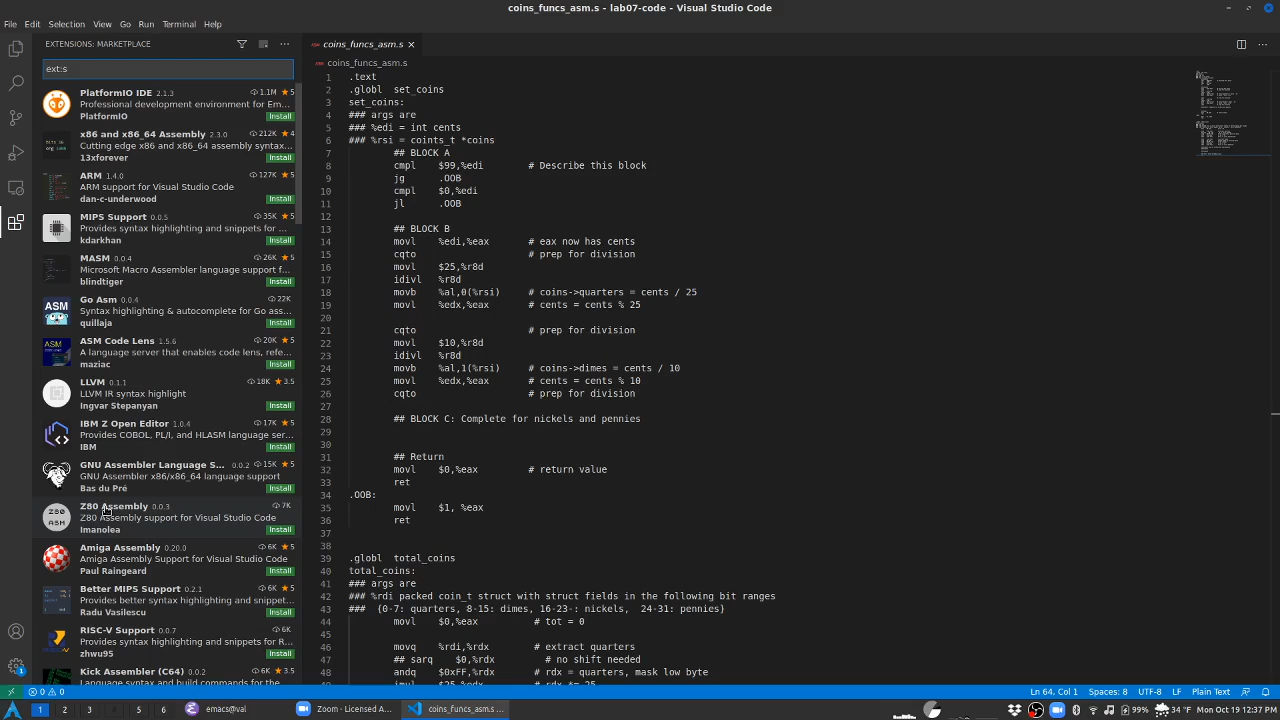 coins_funcs_asm.s - lab07-code - Visual Studio Code
File Edit Selection View Go Run Terminal Help
EXTENSIONS: MARKETPLACE
ext:s
PlatformIO IDE 2.1.3 1.1M 5
Professional development environment for Em...
PlatformIO Install
x86 and x86_64 Assembly 2.3.0 212K 4
Cutting edge x86 and x86_64 assembly syntax...
13xforever Install
ARM 1.4.0 127K 5
ARM support for Visual Studio Code
dan-c-underwood Install
MIPS Support 0.0.5 35K 5
Provides syntax highlighting and snippets for ...
kdarkhan Install
MASM 0.0.4 26K 5
Microsoft Macro Assembler language support f...
blindtiger Install
ASM
Go Asm 0.0.4 22K
Syntax highlighting & autocomplete for Go ass...
quillaja Install
ASM
ASM Code Lens 1.5.6 20K 5
A language server that enables code lens, refe...
maziac Install
LLVM 0.1.1 18K 3.5
LLVM IR syntax highlight
Ingvar Stepanyan Install
IBM Z Open Editor 1.0.4 17K 5
Provides COBOL, PL/I, and HLASM language ser...
IBM Install
GNU Assembler Language S... 0.0.2 15K 5
GNU Assembler x86/x86_64 language support
Bas du Pré Install
Z80 ASM
Z80 Assembly 0.0.3 7K
Z80 Assembly support for Visual Studio Code
Imanolea Install
Amiga Assembly 0.20.0 6K 5
Amiga Assembly Support for Visual Studio Code
Paul Raingeard Install
Better MIPS Support 0.2.1 6K 5
Provides better syntax highlighting and snippet...
Radu Vasilescu Install
RISC-V Support 0.0.7 6K
Provides syntax highlighting and snippets for R...
zhwu95 Install
Kick Assembly (C64) 0.0.2 6K 3.5
Language syntax and build commands for the
ASM coins_funcs_asm.s
ASM coins_funcs_asm.s
1 .text
2 .globl set_coins
3 set_coins:
4 ### args are
5 ### %edi = int cents
6 ### %rsi = coints_t *coins
7 ## BLOCK A
8 cmpl $99,%edi # Describe this block
9 jg .OOB
10 cmpl $0,%edi
11 jl .OOB
12
13 ## BLOCK B
14 movl %edi,%eax # eax now has cents
15 cqto # prep for division
16 movl $25,%r8d
17 idivl %r8d
18 movb %al,0(%rsi) # coins->quarters = cents / 25
19 movl %edx,%eax # cents = cents % 25
20
21 cqto # prep for division
22 movl $10,%r8d
23 idivl %r8d
24 movb %al,1(%rsi) # coins->dimes = cents / 10
25 movl %edx,%eax # cents = cents % 10
26 cqto # prep for division
27
28 ## BLOCK C: Complete for nickels and pennies
29
30
31 ## Return
32 movl $0,%eax # return value
33 ret
34 .OOB:
35 movl $1, %eax
36 ret
37
38
39 .globl total_coins
40 total_coins:
41 ### args are
42 ### %rdi packed coin_t struct with struct fields in the following bit ranges
43 ### {0-7: quarters, 8-15: dimes, 16-23-: nickels, 24-31: pennies}
44 movl $0,%eax # tot = 0
45
46 movq %rdi,%rdx # extract quarters
47 ## sarq $0,%rdx # no shift needed
48 andq $0xFF,%rdx # rdx = quarters, mask low byte
49 imul $25,%edx # rdx *= 25
0 0 Ln 64, Col 1 Spaces: 8 UTF-8 LF Plain Text
1 2 3 4 5 6 emacs@val Zoom - Licensed A... coins_funcs_asm.s ... 99% 34 °F Mon Oct 19 12:37 PM